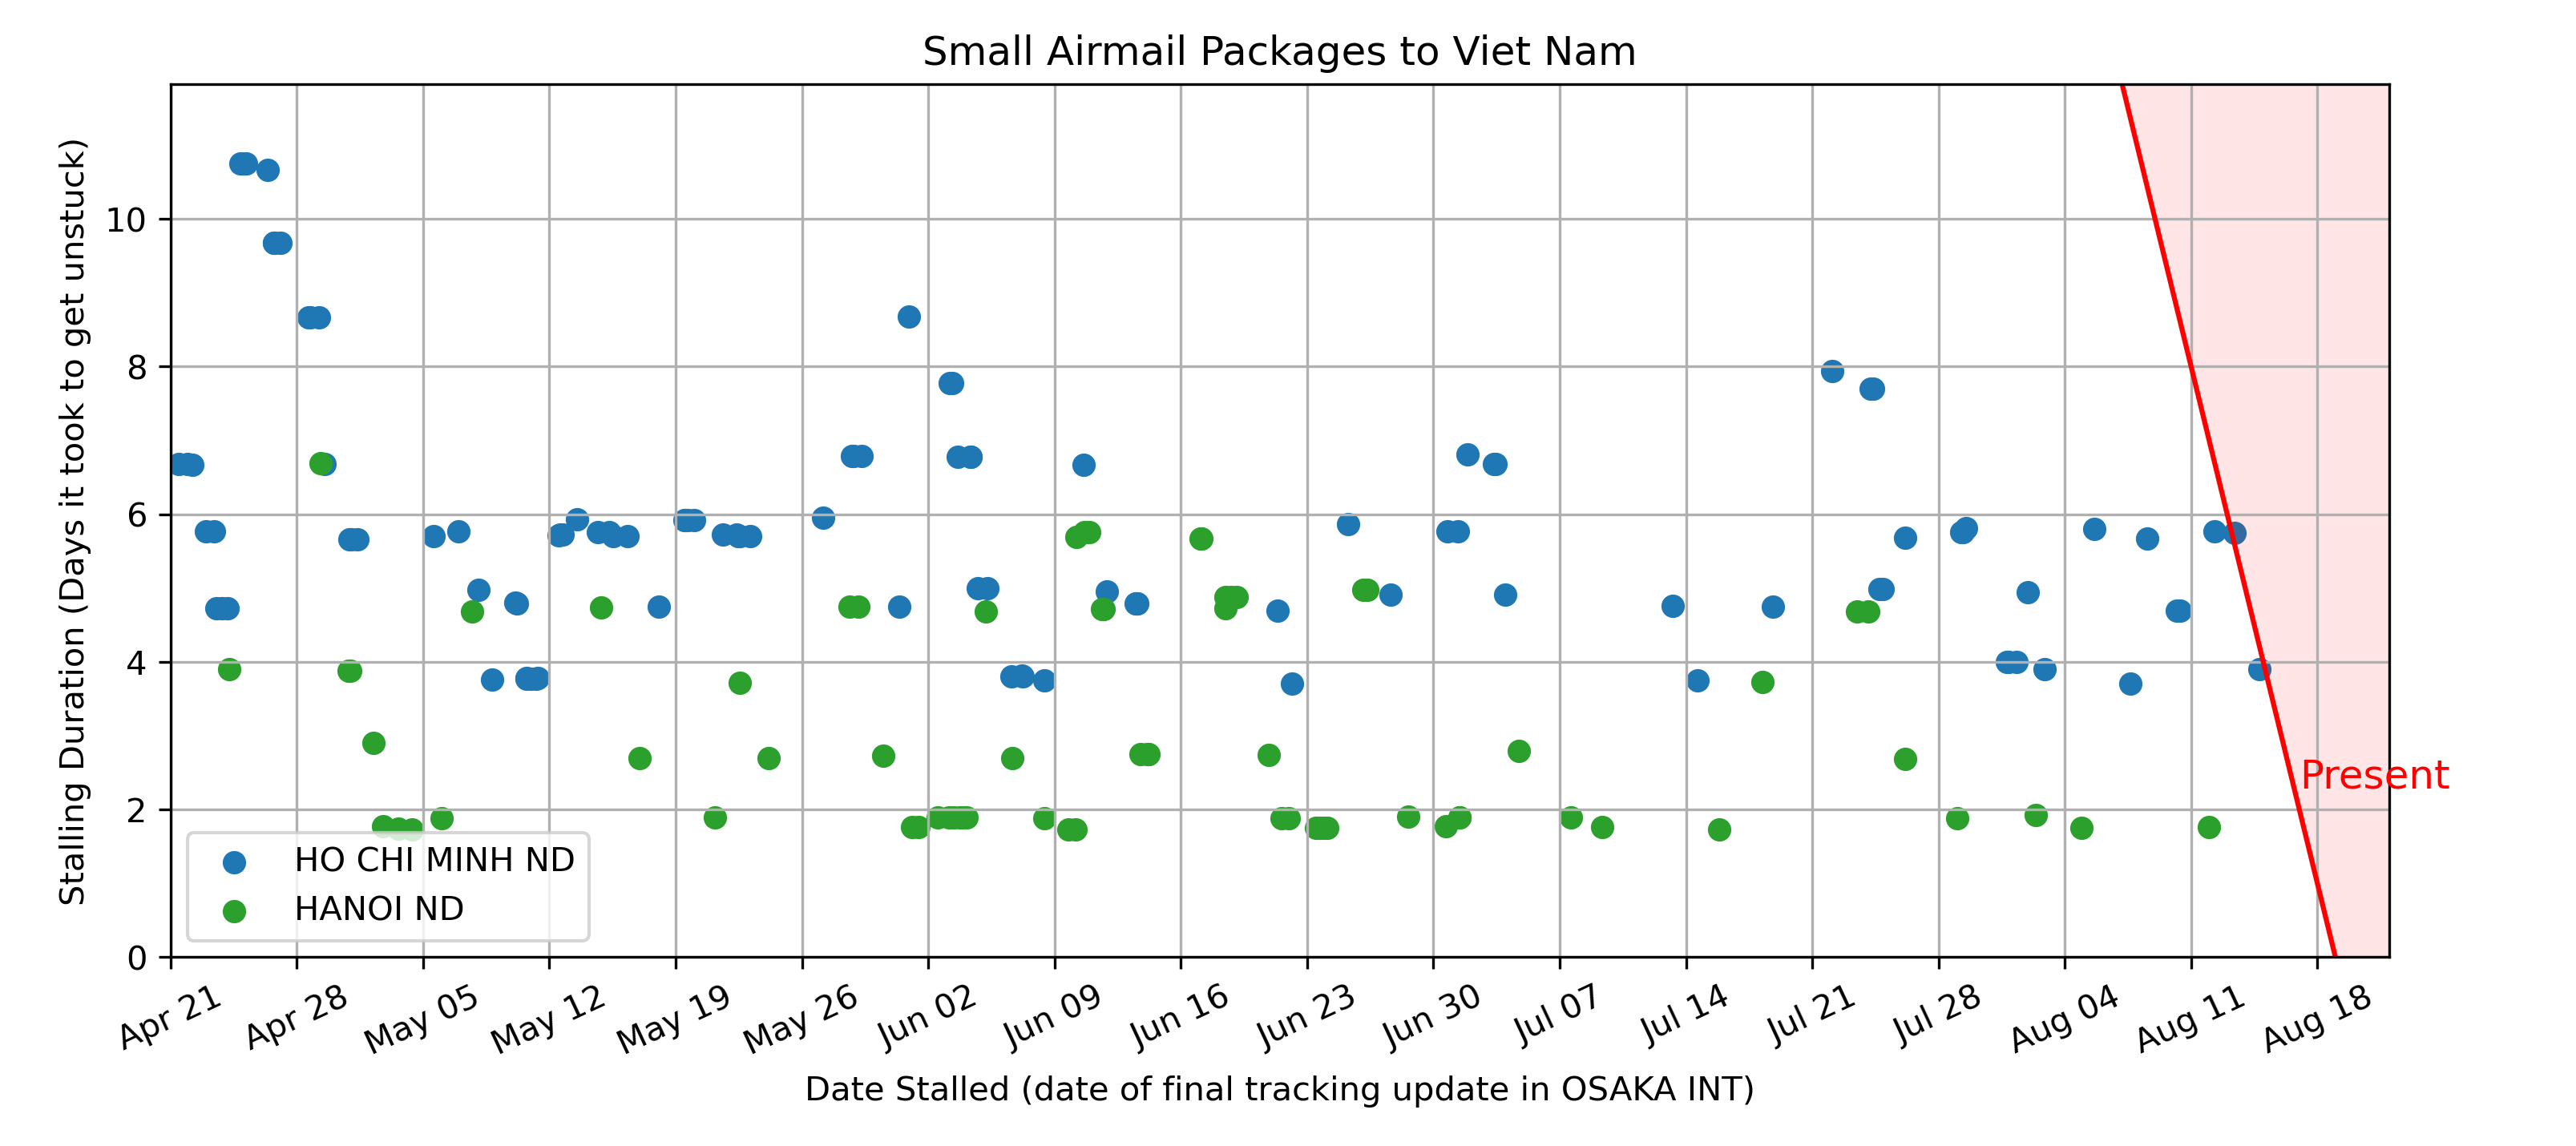 Small Airmail Packages to Viet Nam
Stalling Duration (Days it took to get unstuck)
10
8
6
4
2
0
Present
HO CHI MINH ND
HANOI ND
Apr 21
Apr 28
May 05
May 12
May 19
May 26
Jun 02
Jun 09
Jun 16
Jun 23
Jun 30
Jul 07
Jul 14
Jul 21
Jul 28
Aug 04
Aug 11
Aug 18
Date Stalled (date of final tracking update in OSAKA INT)